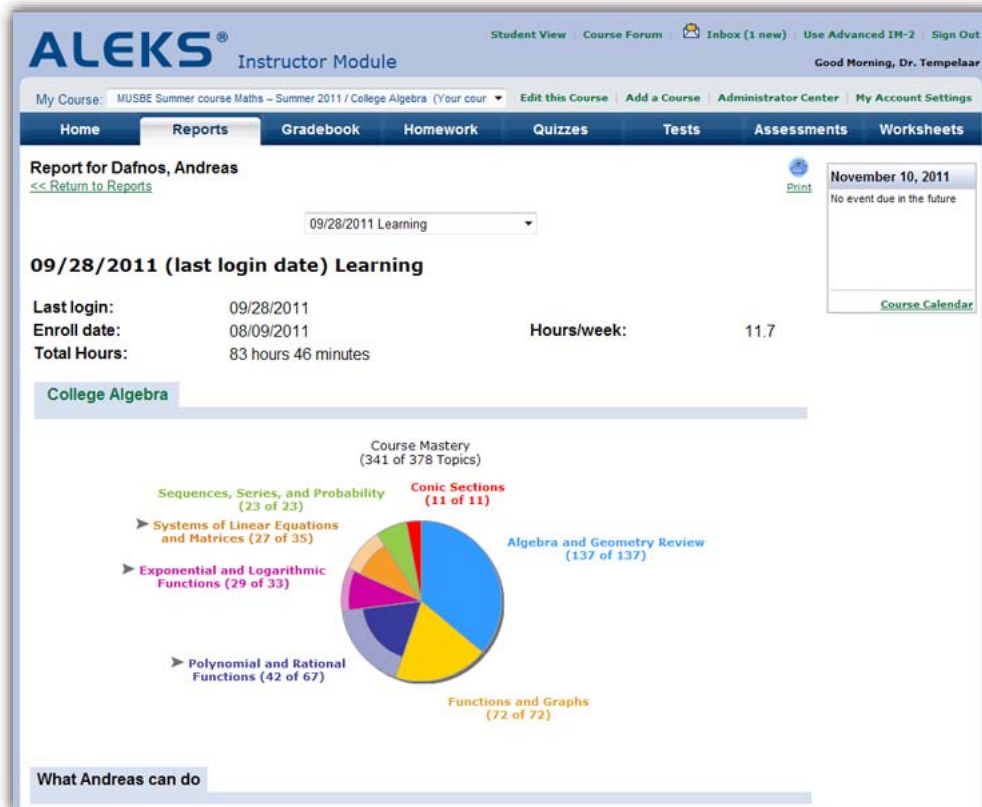 ALEKS® Instructor Module
Student View | Course Forum | Inbox (1 new) | Use Advanced IM-2 | Sign Out
Good Morning, Dr. Tempelaar
My Course: MUSBE Summer course Maths – Summer 2011 / College Algebra (Your cour
Edit this Course | Add a Course | Administrator Center | My Account Settings
Home Reports Gradebook Homework Quizzes Tests Assessments Worksheets
Report for Dafnos, Andreas
<< Return to Reports
Print
09/28/2011 Learning
November 10, 2011
No event due in the future
Course Calendar
09/28/2011 (last login date) Learning
Last login: 09/28/2011
Enroll date: 08/09/2011 Hours/week: 11.7
Total Hours: 83 hours 46 minutes
College Algebra
Course Mastery
(341 of 378 Topics)
Conic Sections
(11 of 11)
Sequences, Series, and Probability
(23 of 23)
Systems of Linear Equations
and Matrices (27 of 35)
Algebra and Geometry Review
(137 of 137)
Exponential and Logarithmic
Functions (29 of 33)
Polynomial and Rational
Functions (42 of 67)
Functions and Graphs
(72 of 72)
What Andreas can do